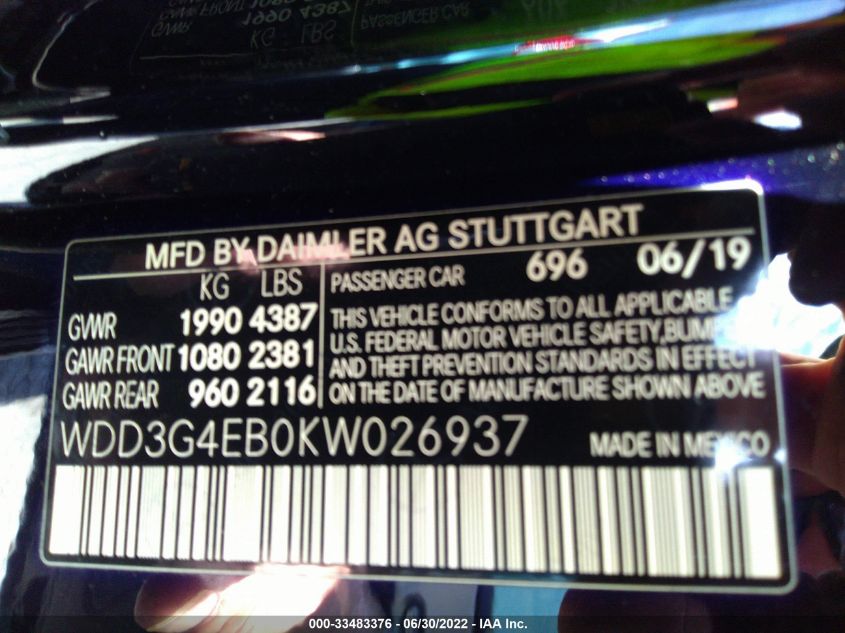 MFD BY DAIMLER AG STUTTGART
KG LBS
GVWR 1990 4387
GAWR FRONT 1080 2381
GAWR REAR 960 2116
PASSENGER CAR 696 06/19
THIS VEHICLE CONFORMS TO ALL APPLICABLE
U.S. FEDERAL MOTOR VEHICLE SAFETY,
AND THEFT PREVENTION STANDARDS IN EFFECT
ON THE DATE OF MANUFACTURE SHOWN ABOVE
WDD3G4EB0KW026937 MADE IN MEXICO
000-33483376 - 06/30/2022 - IAA Inc.